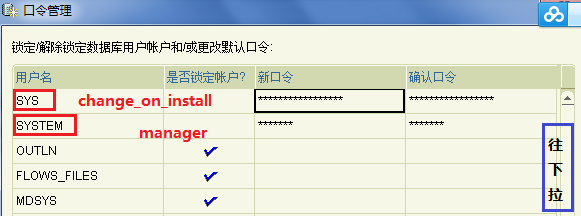 口令管理
锁定/解除锁定数据库用户帐户和/或更改默认口令:
用户名 是否锁定帐户? 新口令 确认口令
SYS change_on_install ***************** *****************
SYSTEM manager ******* *******
OUTLN
FLOWS_FILES
MDSYS
往
下
拉